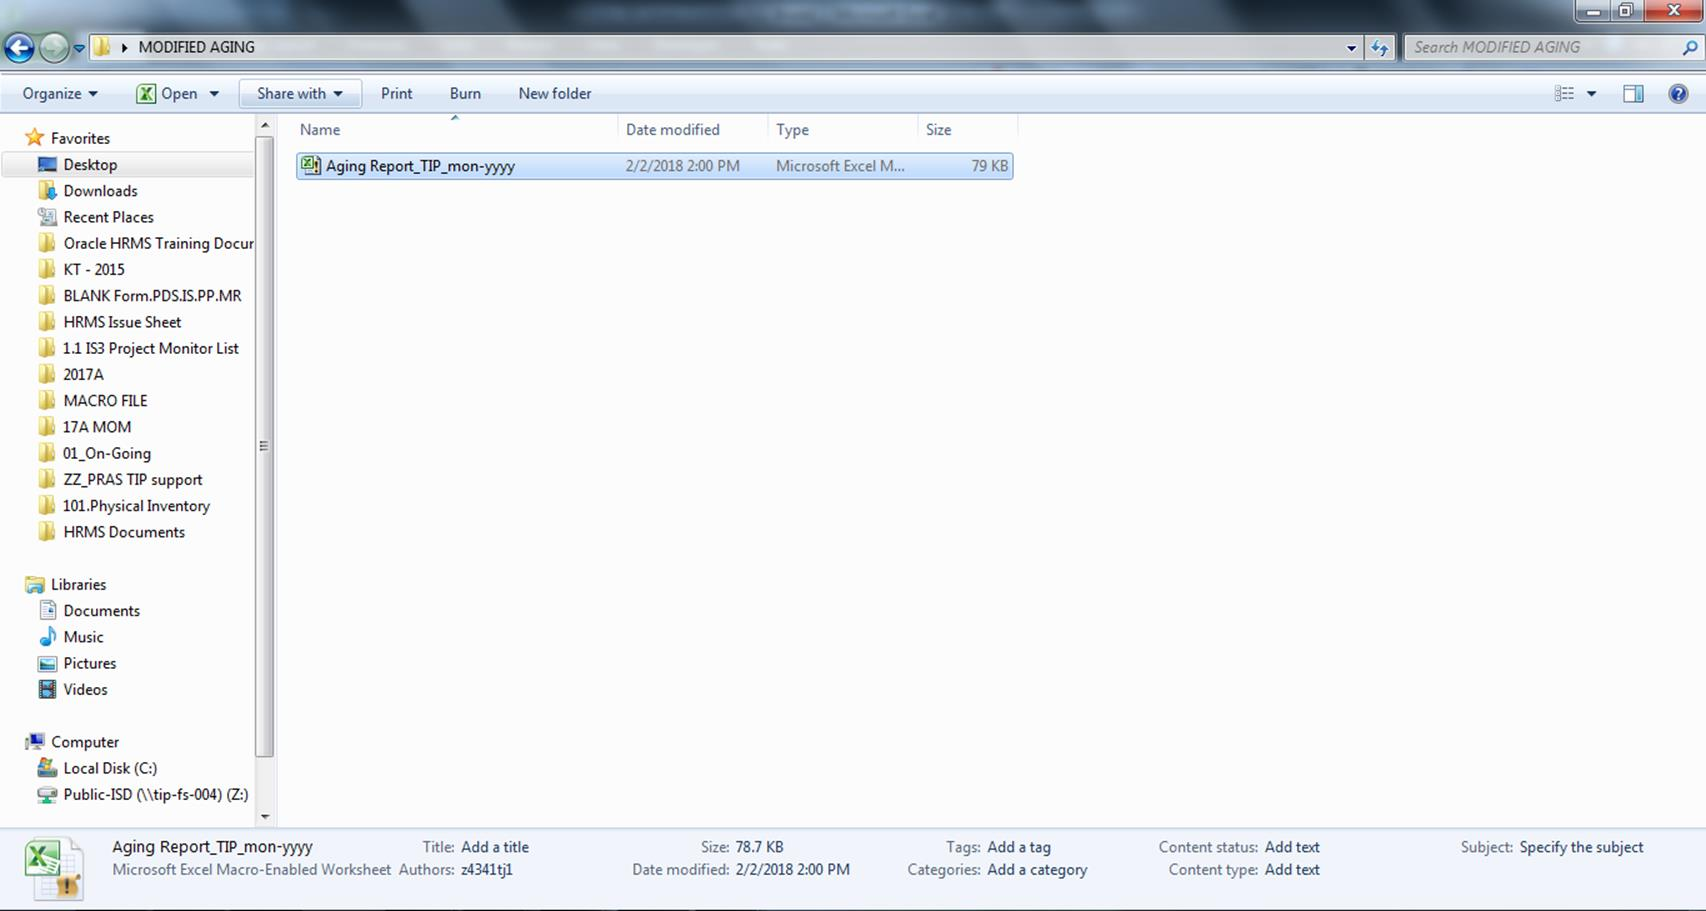 MODIFIED AGING
Search MODIFIED AGING
Organize Open Share with Print Burn New folder
Name Date modified Type Size
Aging Report_TIP_mon-yyyy 2/2/2018 2:00 PM Microsoft Excel M... 79 KB
Favorites
Desktop
Downloads
Recent Places
Oracle HRMS Training Docur
KT - 2015
BLANK Form.PDS.IS.PP.MR
HRMS Issue Sheet
1.1 IS3 Project Monitor List
2017A
MACRO FILE
17A MOM
01_On-Going
ZZ_PRAS TIP support
101.Physical Inventory
HRMS Documents
Libraries
Documents
Music
Pictures
Videos
Computer
Local Disk (C:)
Public-ISD (\\tip-fs-004) (Z:)
Aging Report_TIP_mon-yyyy Title: Add a title Size: 78.7 KB Tags: Add a tag Content status: Add text Subject: Specify the subject
Microsoft Excel Macro-Enabled Worksheet Authors: z4341tj1 Date modified: 2/2/2018 2:00 PM Categories: Add a category Content type: Add text